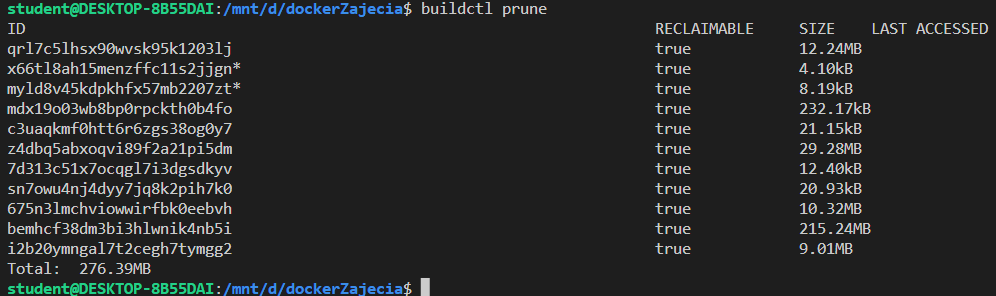 student@DESKTOP-8B55DAI:/mnt/d/dockerZajecia$ buildctl prune
ID RECLAIMABLE SIZE LAST ACCESSED
qrl7c5lhsx90wvsk95k1203lj true 12.24MB
x66tl8ah15menzffc11s2jjgn* true 4.10kB
myld8v45kdpkhfx57mb2207zt* true 8.19kB
mdx19o03wb8bp0rpckth0b4fo true 232.17kB
c3uaqkmf0htt6r6zgs38og0y7 true 21.15kB
z4dbq5abxoqvi89f2a21pi5dm true 29.28MB
7d313c51x7ocqgl7i3dgsdkyv true 12.40kB
sn7owu4nj4dyy7jq8k2pih7k0 true 20.93kB
675n3lmchviowwirfbk0eebvh true 10.32MB
bemhcf38dm3bi3hlwnik4nb5i true 215.24MB
i2b20ymngal7t2cegh7tymgg2 true 9.01MB
Total: 276.39MB
student@DESKTOP-8B55DAI:/mnt/d/dockerZajecia$